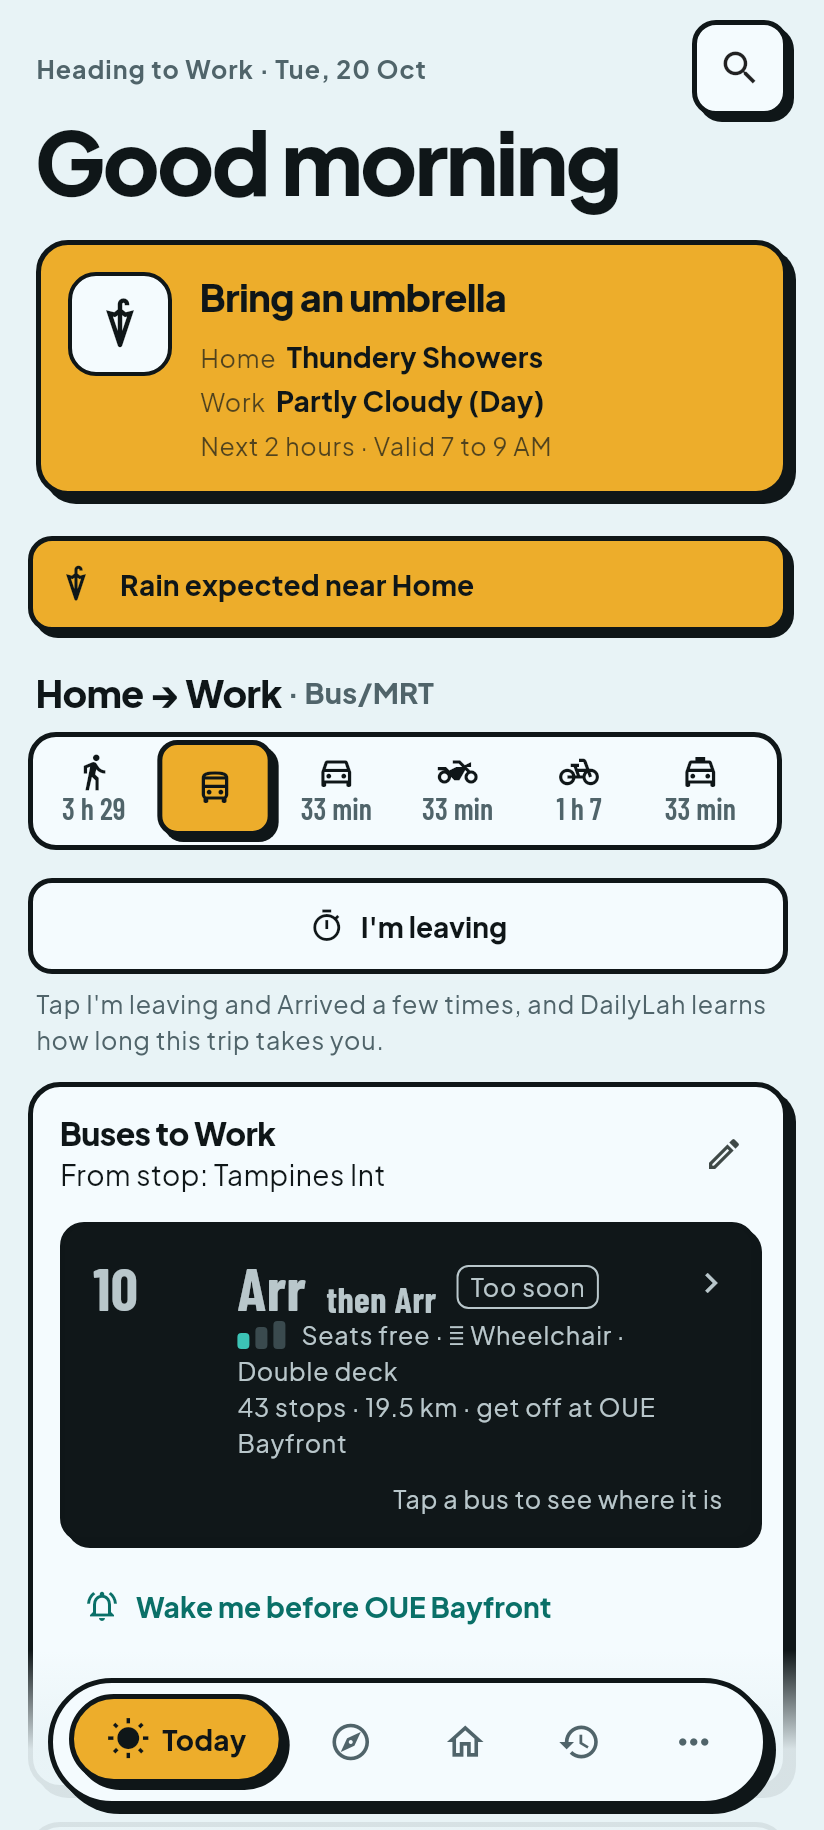 Heading to Work · Tue, 20 Oct
Good morning
Bring an umbrella
Home Thundery Showers
Work Partly Cloudy (Day)
Next 2 hours · Valid 7 to 9 AM
Rain expected near Home
Home → Work · Bus/MRT
3 h 29 33 min 33 min 1 h 7 33 min
I'm leaving
Tap I'm leaving and Arrived a few times, and DailyLah learns
how long this trip takes you.
Buses to Work
From stop: Tampines Int
10 Arr then Arr Too soon
Seats free · Wheelchair ·
Double deck
43 stops · 19.5 km · get off at OUE
Bayfront
Tap a bus to see where it is
Wake me before OUE Bayfront
Today